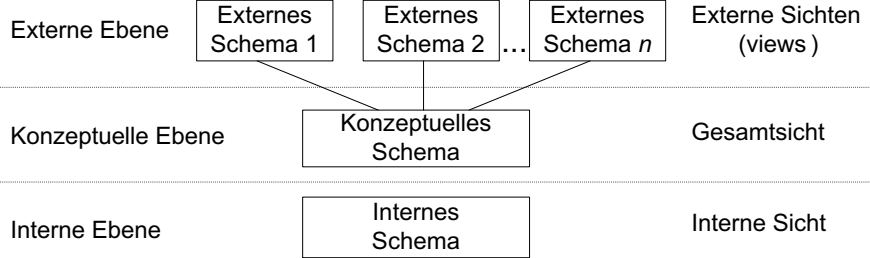 Externe Ebene
Externes
Schema 1
Externes
Schema 2
...
Externes
Schema n
Externe Sichten
(views )
Konzeptuelle Ebene
Konzeptuelles
Schema
Gesamtsicht
Interne Ebene
Internes
Schema
Interne Sicht